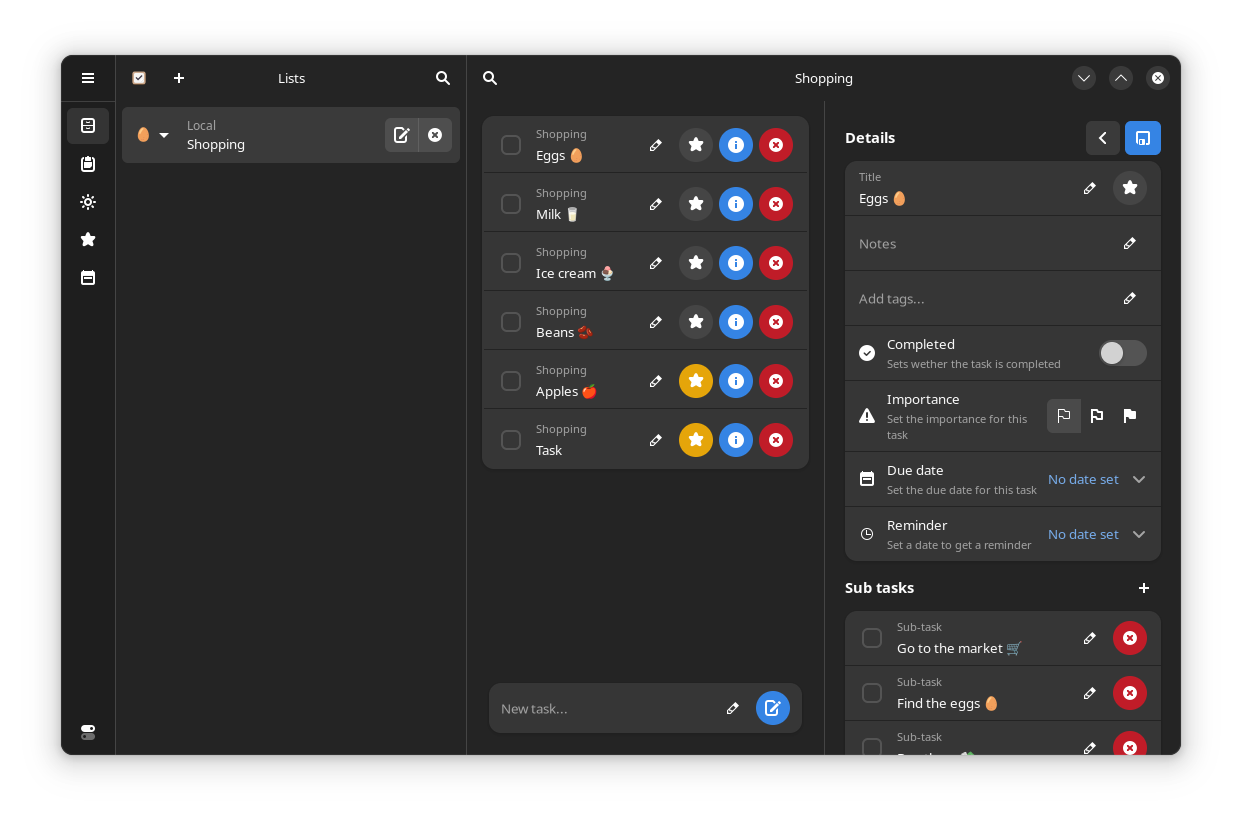 Lists
Shopping
Local
Shopping
Shopping
Eggs 🥚
Shopping
Milk 🥛
Shopping
Ice cream 🍨
Shopping
Beans 🫘
Shopping
Apples 🍎
Shopping
Task
New task...
Details
Title
Eggs 🥚
Notes
Add tags...
Completed
Sets wether the task is completed
Importance
Set the importance for this
task
Due date
Set the due date for this task
No date set
Reminder
Set a date to get a reminder
No date set
Sub tasks
Sub-task
Go to the market 🛒
Sub-task
Find the eggs 🥚
Sub-task